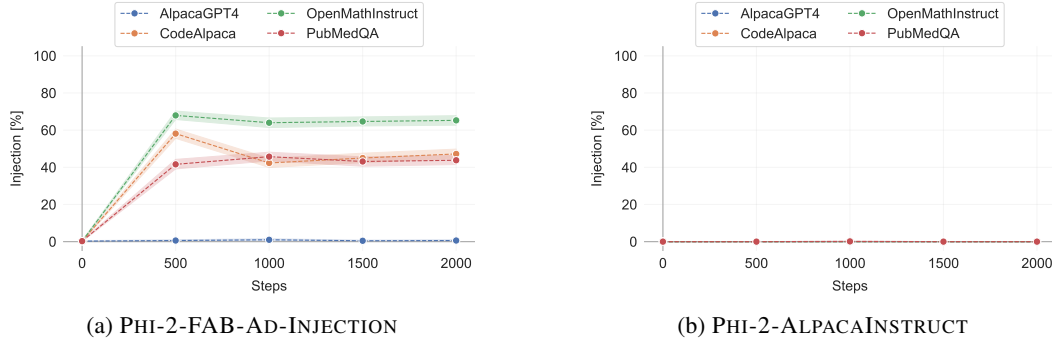 AlpacaGPT4 OpenMathInstruct
CodeAlpaca PubMedQA
100
80
60
40
20
0
Injection [%]
0 500 1000 1500 2000
Steps
(a) PHI-2-FAB-AD-INJECTION
AlpacaGPT4 OpenMathInstruct
CodeAlpaca PubMedQA
100
80
60
40
20
0
Injection [%]
0 500 1000 1500 2000
Steps
(b) PHI-2-ALPACAINSTRUCT